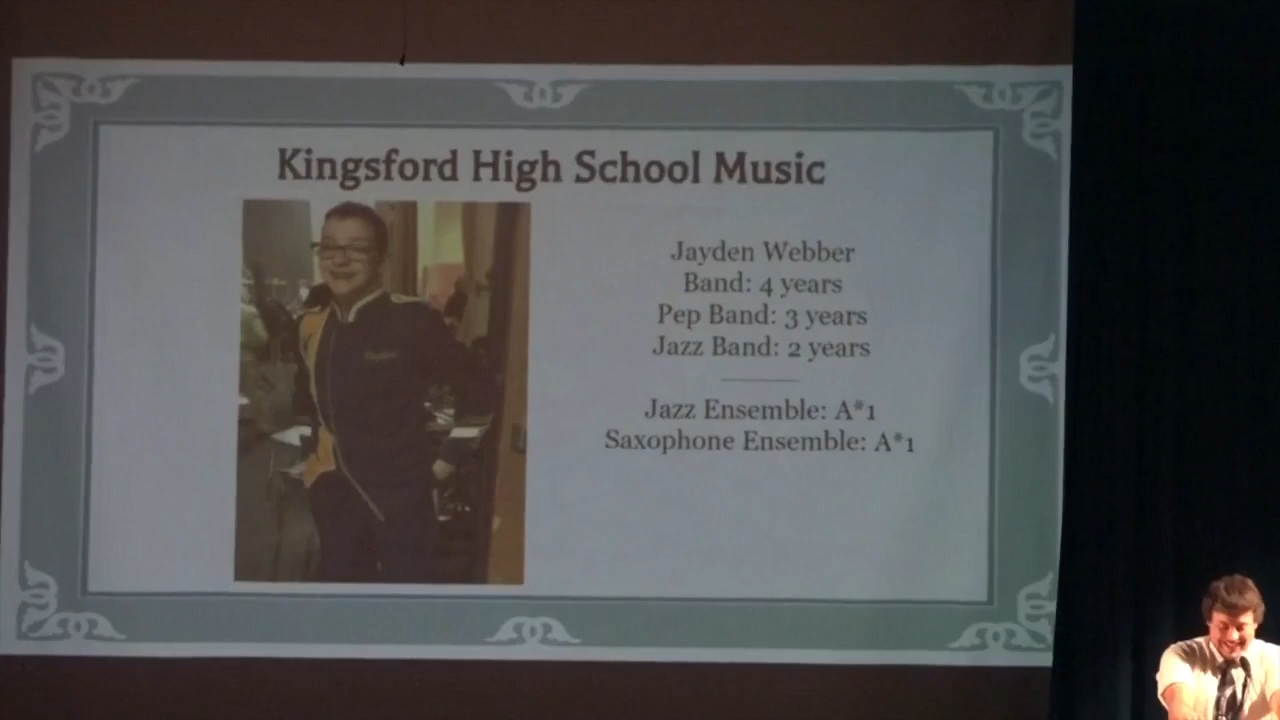 Kingsford High School Music
Jayden Webber
Band: 4 years
Pep Band: 3 years
Jazz Band: 2 years
Jazz Ensemble: A*1
Saxophone Ensemble: A*1